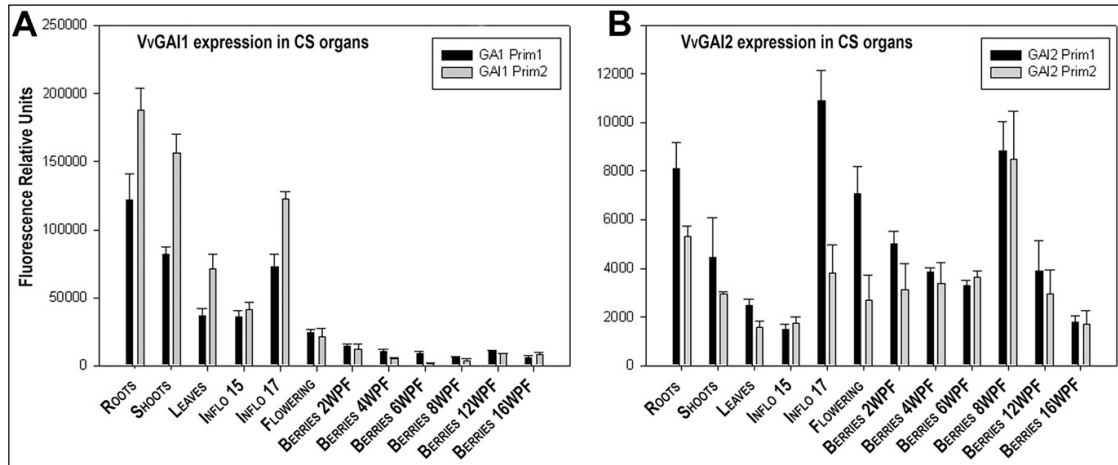 A
VvGAI1 expression in CS organs
GA1 Prim1
GAI1 Prim2
Fluorescence Relative Units
250000
200000
150000
100000
50000
0
ROOTS
SHOOTS
LEAVES
INFLO 15
INFLO 17
FLOWERING
BERRIES 2WPF
BERRIES 4WPF
BERRIES 6WPF
BERRIES 8WPF
BERRIES 12WPF
BERRIES 16WPF
B
VvGAI2 expression in CS organs
GAI2 Prim1
GAI2 Prim2
12000
10000
8000
6000
4000
2000
0
ROOTS
SHOOTS
LEAVES
INFLO 15
INFLO 17
FLOWERING
BERRIES 2WPF
BERRIES 4WPF
BERRIES 6WPF
BERRIES 8WPF
BERRIES 12WPF
BERRIES 16WPF